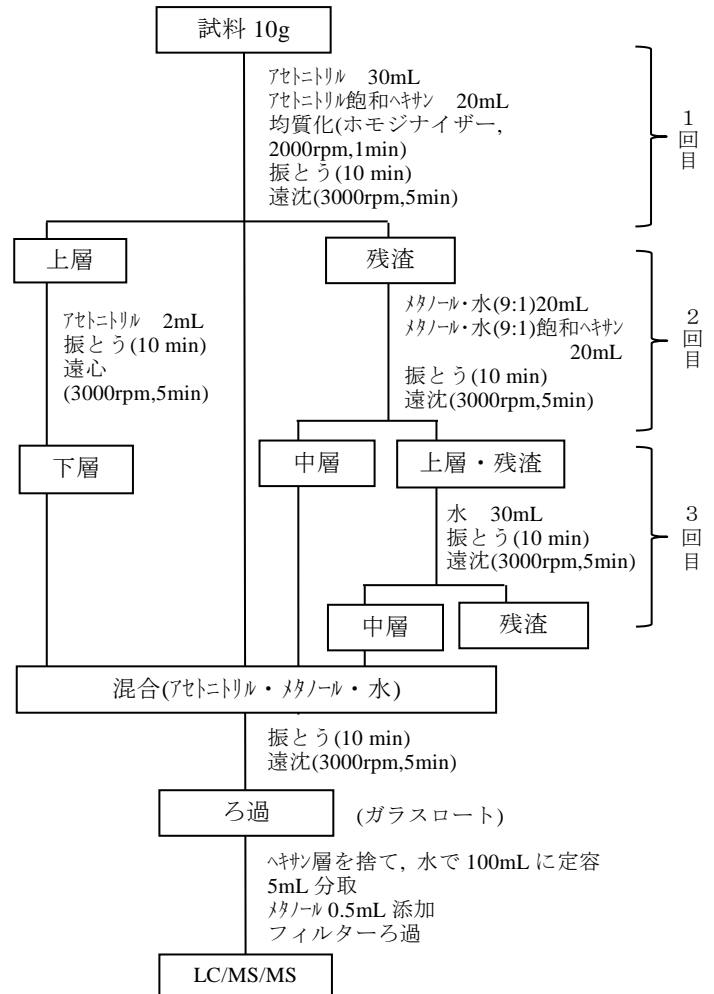 試料 10g
ｱｾﾄﾆﾄﾘﾙ 30mL
ｱｾﾄﾆﾄﾘﾙ飽和ﾍｷｻﾝ 20mL
均質化(ホモジナイザー,
2000rpm,1min)
振とう(10 min)
遠沈(3000rpm,5min)
1
回
目
上層
残渣
ｱｾﾄﾆﾄﾘﾙ 2mL
振とう(10 min)
遠心
(3000rpm,5min)
ﾒﾀﾉｰﾙ・水(9:1)20mL
ﾒﾀﾉｰﾙ・水(9:1)飽和ﾍｷｻﾝ
20mL
振とう(10 min)
遠沈(3000rpm,5min)
２
回
目
下層
中層
上層・残渣
水 30mL
振とう(10 min)
遠沈(3000rpm,5min)
３
回
目
中層
残渣
混合(ｱｾﾄﾆﾄﾘﾙ・ﾒﾀﾉｰﾙ・水)
振とう(10 min)
遠沈(3000rpm,5min)
ろ過
(ガラスロート)
ﾍｷｻﾝ層を捨て, 水で 100mL に定容
5mL 分取
ﾒﾀﾉｰﾙ 0.5mL 添加
フィルターろ過
LC/MS/MS